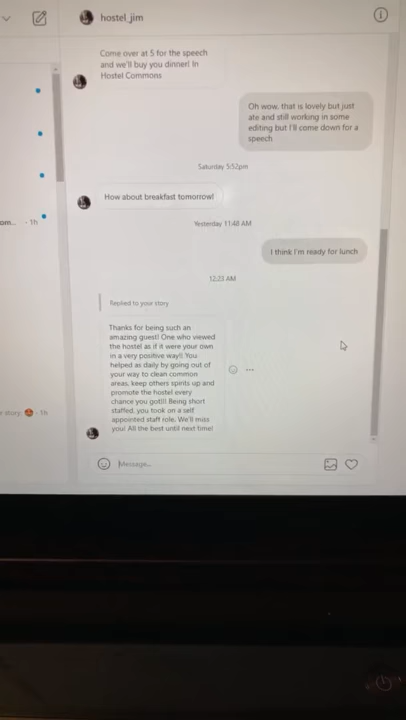 hostel_jim
Come over at 5 for the speech
and we'll buy you dinner! In
Hostel Commons
Oh wow, that is lovely but just
ate and still working in some
editing but I'll come down for a
speech
Saturday 5:52pm
How about breakfast tomorrow!
om... · 1h
Yesterday 11:48 AM
I think I'm ready for lunch
12:23 AM
Replied to your story
Thanks for being such an
amazing guest! One who viewed
the hostel as if it were your own
in a very positive way!! You
helped as daily by going out of
your way to clean common
areas, keep others spirits up and
promote the hostel every
chance you got!!! Being short
staffed, you took on a self
appointed staff role. We'll miss
you! All the best until next time!
story 😍 · 1h
Message...